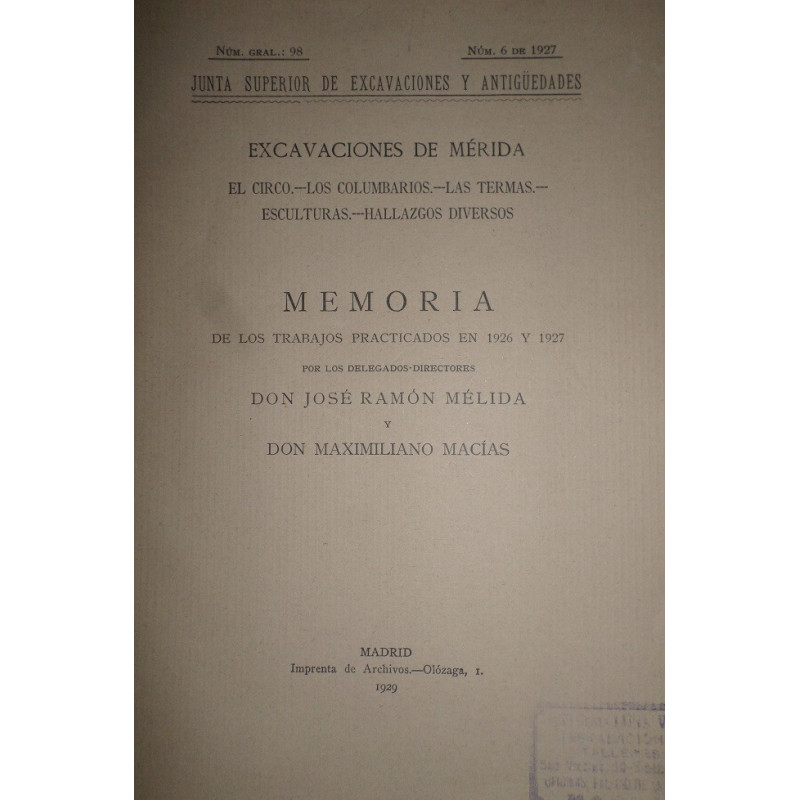 NÚM. GRAL.: 98 NÚM. 6 DE 1927
JUNTA SUPERIOR DE EXCAVACIONES Y ANTIGÜEDADES
EXCAVACIONES DE MÉRIDA
EL CIRCO.—LOS COLUMBARIOS.—LAS TERMAS.—
ESCULTURAS.—HALLAZGOS DIVERSOS
MEMORIA
DE LOS TRABAJOS PRACTICADOS EN 1926 Y 1927
POR LOS DELEGADOS-DIRECTORES
DON JOSÉ RAMÓN MÉLIDA
Y
DON MAXIMILIANO MACÍAS
MADRID
Imprenta de Archivos.—Olózaga, 1.
1929